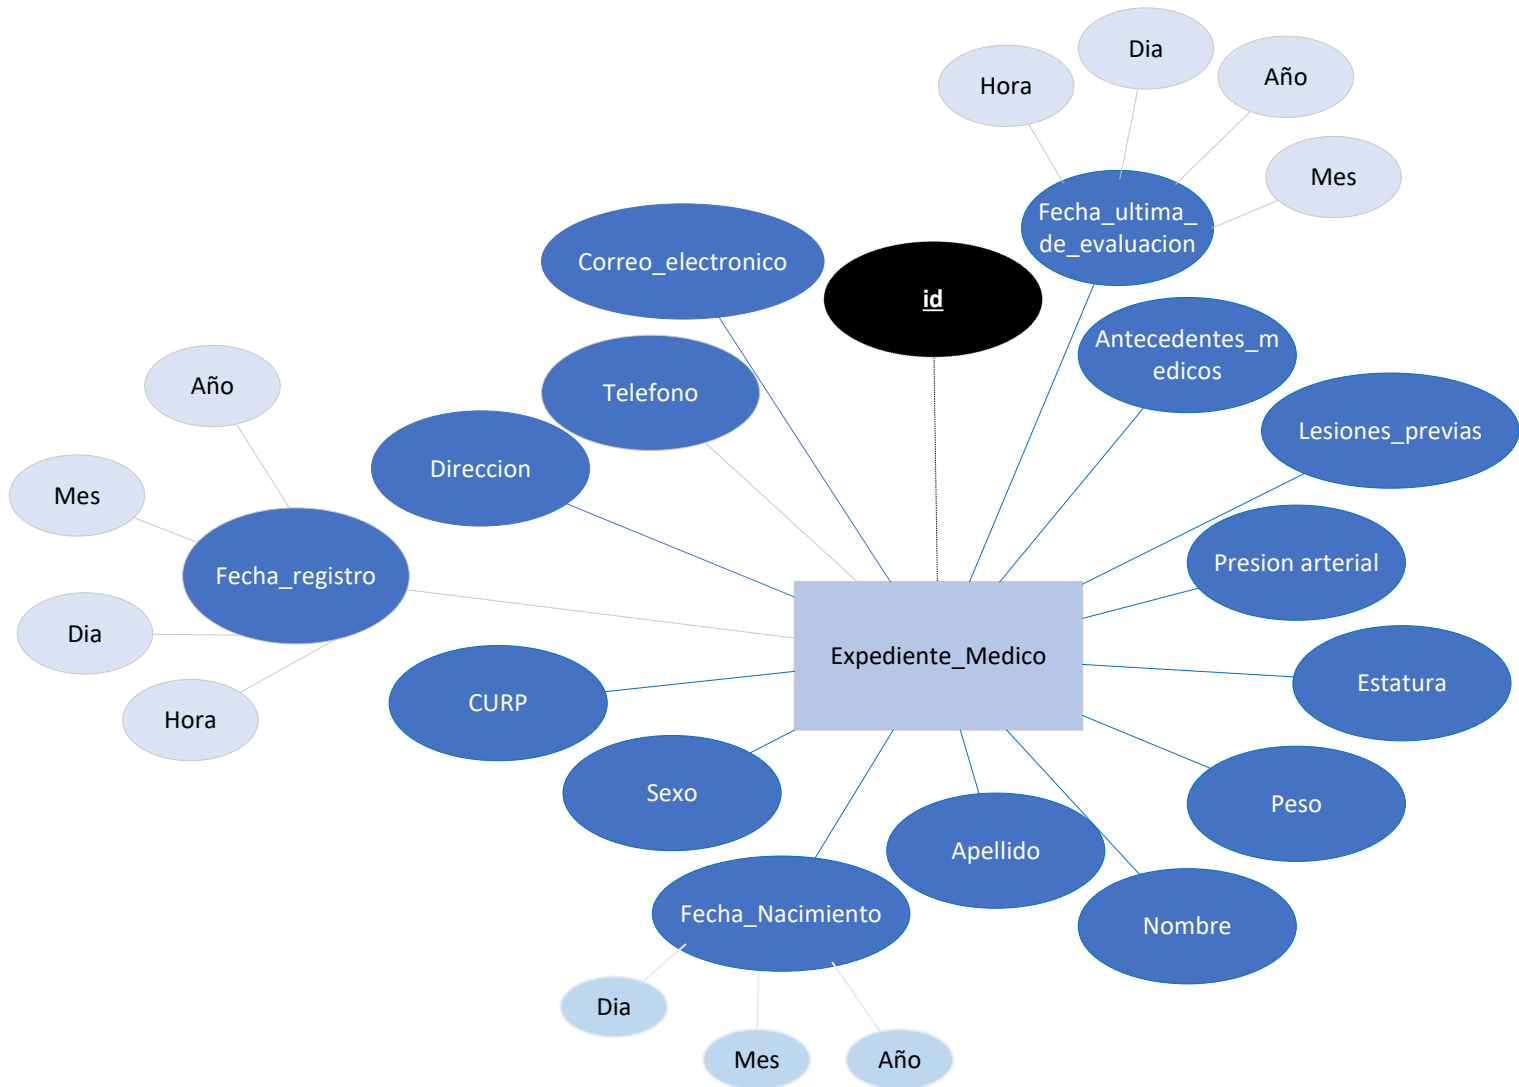 Dia
Año
Hora
Mes
Fecha_ultima_
de_evaluacion
Correo_electronico
id
Antecedentes_m
edicos
Año
Telefono
Lesiones_previas
Direccion
Mes
Presion arterial
Fecha_registro
Dia
Expediente_Medico
Estatura
CURP
Hora
Sexo
Peso
Apellido
Fecha_Nacimiento
Nombre
Dia
Mes
Año